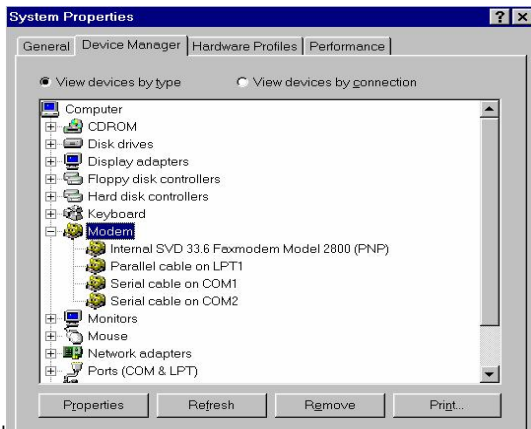 System Properties
General Device Manager Hardware Profiles Performance
View devices by type View devices by connection
Computer
CDROM
Disk drives
Display adapters
Floppy disk controllers
Hard disk controllers
Keyboard
Modem
Internal SVD 33.6 Faxmodem Model 2800 (PNP)
Parallel cable on LPT1
Serial cable on COM1
Serial cable on COM2
Monitors
Mouse
Network adapters
Ports (COM & LPT)
Properties Refresh Remove Print...